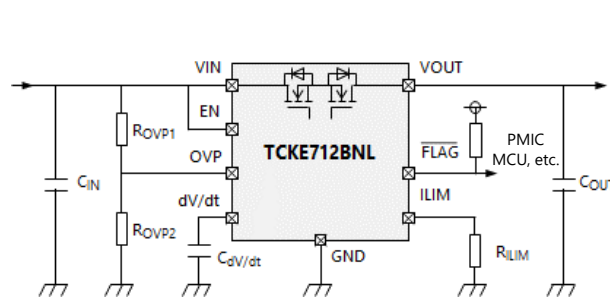 VIN
VOUT
EN
ROVP1
OVP
TCKE712BNL
FLAG
PMIC
MCU, etc.
CIN
dV/dt
ILIM
COUT
ROVP2
CdV/dt
GND
RILIM